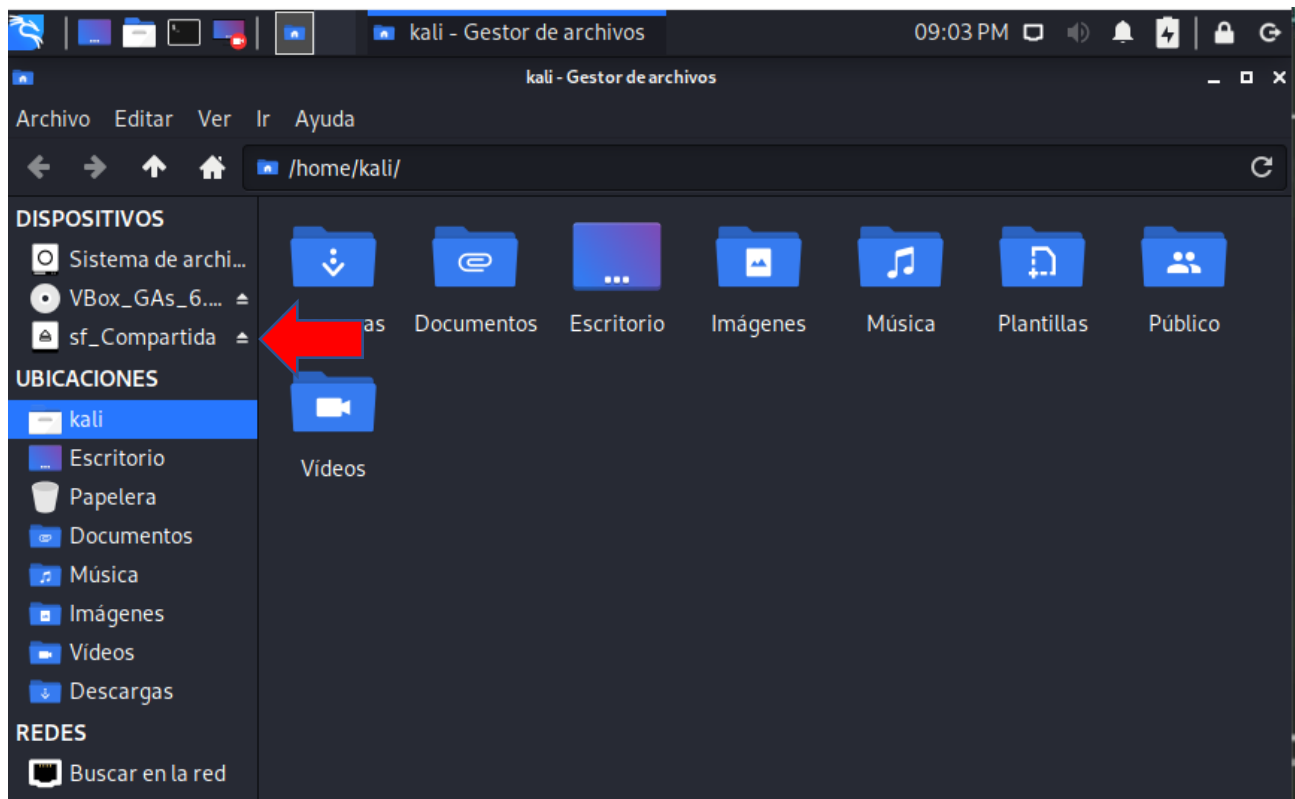 kali - Gestor de archivos
09:03 PM
kali - Gestor de archivos
Archivo Editar Ver Ir Ayuda
/home/kali/
DISPOSITIVOS
Sistema de archi...
VBox_GAs_6....
sf_Compartida
UBICACIONES
kali
Escritorio
Papelera
Documentos
Música
Imágenes
Vídeos
Descargas
REDES
Buscar en la red
as Documentos Escritorio Imágenes Música Plantillas Público
Vídeos